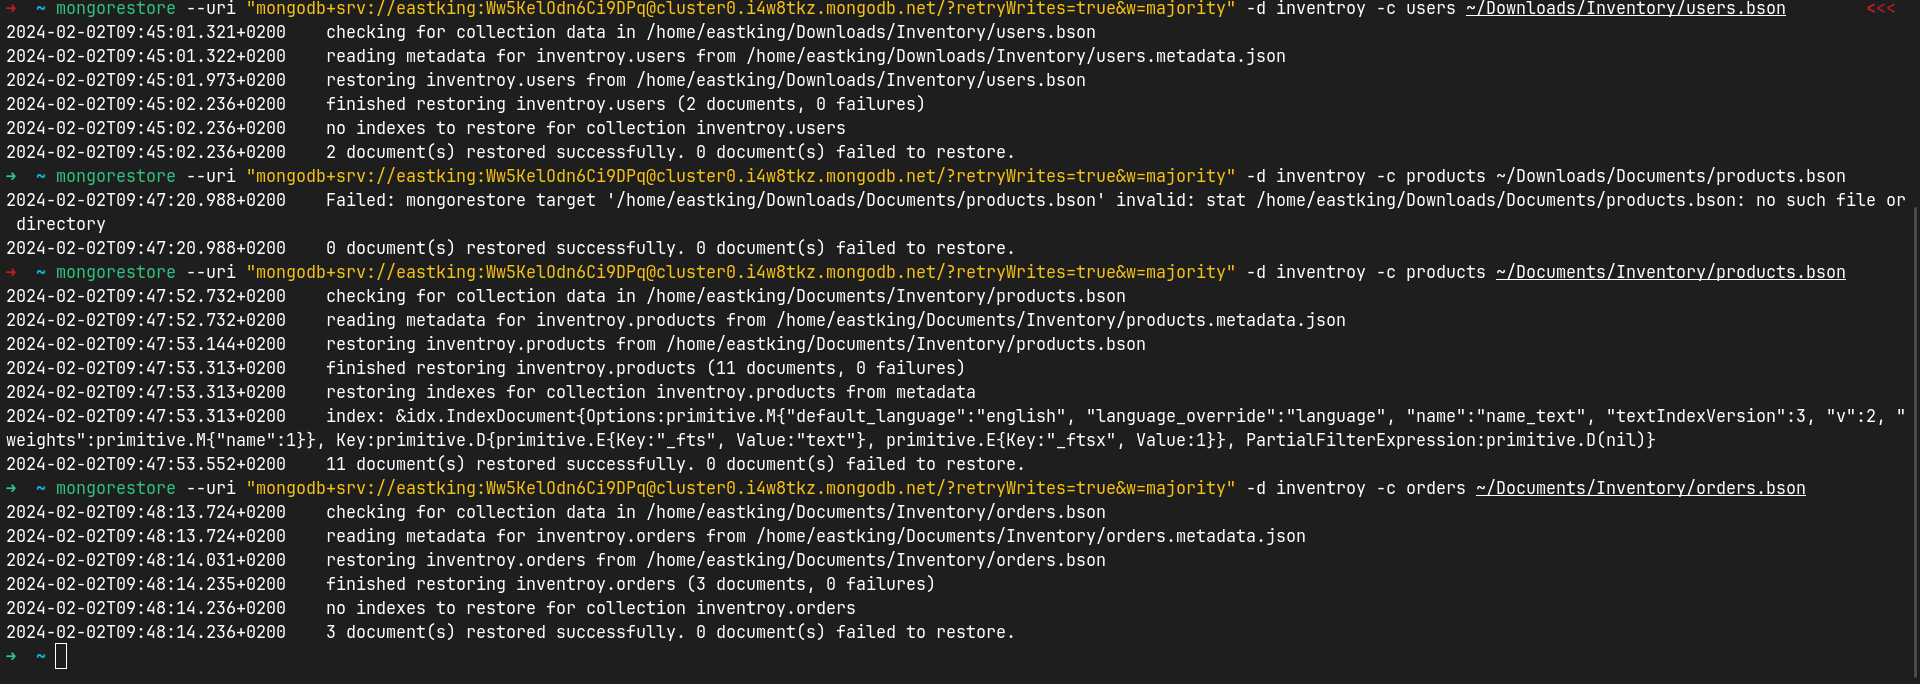 → ~ mongorestore --uri "mongodb+srv://eastking:Ww5KelOdn6Ci9DPq@cluster0.i4w8tkz.mongodb.net/?retryWrites=true&w=majority" -d inventroy -c users ~/Downloads/Inventory/users.bson <<<
2024-02-02T09:45:01.321+0200    checking for collection data in /home/eastking/Downloads/Inventory/users.bson
2024-02-02T09:45:01.322+0200    reading metadata for inventroy.users from /home/eastking/Downloads/Inventory/users.metadata.json
2024-02-02T09:45:01.973+0200    restoring inventroy.users from /home/eastking/Downloads/Inventory/users.bson
2024-02-02T09:45:02.236+0200    finished restoring inventroy.users (2 documents, 0 failures)
2024-02-02T09:45:02.236+0200    no indexes to restore for collection inventroy.users
2024-02-02T09:45:02.236+0200    2 document(s) restored successfully. 0 document(s) failed to restore.
→ ~ mongorestore --uri "mongodb+srv://eastking:Ww5KelOdn6Ci9DPq@cluster0.i4w8tkz.mongodb.net/?retryWrites=true&w=majority" -d inventroy -c products ~/Downloads/Documents/products.bson
2024-02-02T09:47:20.988+0200    Failed: mongorestore target '/home/eastking/Downloads/Documents/products.bson' invalid: stat /home/eastking/Downloads/Documents/products.bson: no such file or
 directory
2024-02-02T09:47:20.988+0200    0 document(s) restored successfully. 0 document(s) failed to restore.
→ ~ mongorestore --uri "mongodb+srv://eastking:Ww5KelOdn6Ci9DPq@cluster0.i4w8tkz.mongodb.net/?retryWrites=true&w=majority" -d inventroy -c products ~/Documents/Inventory/products.bson
2024-02-02T09:47:52.732+0200    checking for collection data in /home/eastking/Documents/Inventory/products.bson
2024-02-02T09:47:52.732+0200    reading metadata for inventroy.products from /home/eastking/Documents/Inventory/products.metadata.json
2024-02-02T09:47:53.144+0200    restoring inventroy.products from /home/eastking/Documents/Inventory/products.bson
2024-02-02T09:47:53.313+0200    finished restoring inventroy.products (11 documents, 0 failures)
2024-02-02T09:47:53.313+0200    restoring indexes for collection inventroy.products from metadata
2024-02-02T09:47:53.313+0200    index: &idx.IndexDocument{Options:primitive.M{"default_language":"english", "language_override":"language", "name":"name_text", "textIndexVersion":3, "v":2, "
weights":primitive.M{"name":1}}, Key:primitive.D{primitive.E{Key:"_fts", Value:"text"}, primitive.E{Key:"_ftsx", Value:1}}, PartialFilterExpression:primitive.D(nil)}
2024-02-02T09:47:53.552+0200    11 document(s) restored successfully. 0 document(s) failed to restore.
→ ~ mongorestore --uri "mongodb+srv://eastking:Ww5KelOdn6Ci9DPq@cluster0.i4w8tkz.mongodb.net/?retryWrites=true&w=majority" -d inventroy -c orders ~/Documents/Inventory/orders.bson
2024-02-02T09:48:13.724+0200    checking for collection data in /home/eastking/Documents/Inventory/orders.bson
2024-02-02T09:48:13.724+0200    reading metadata for inventroy.orders from /home/eastking/Documents/Inventory/orders.metadata.json
2024-02-02T09:48:14.031+0200    restoring inventroy.orders from /home/eastking/Documents/Inventory/orders.bson
2024-02-02T09:48:14.235+0200    finished restoring inventroy.orders (3 documents, 0 failures)
2024-02-02T09:48:14.236+0200    no indexes to restore for collection inventroy.orders
2024-02-02T09:48:14.236+0200    3 document(s) restored successfully. 0 document(s) failed to restore.
→ ~